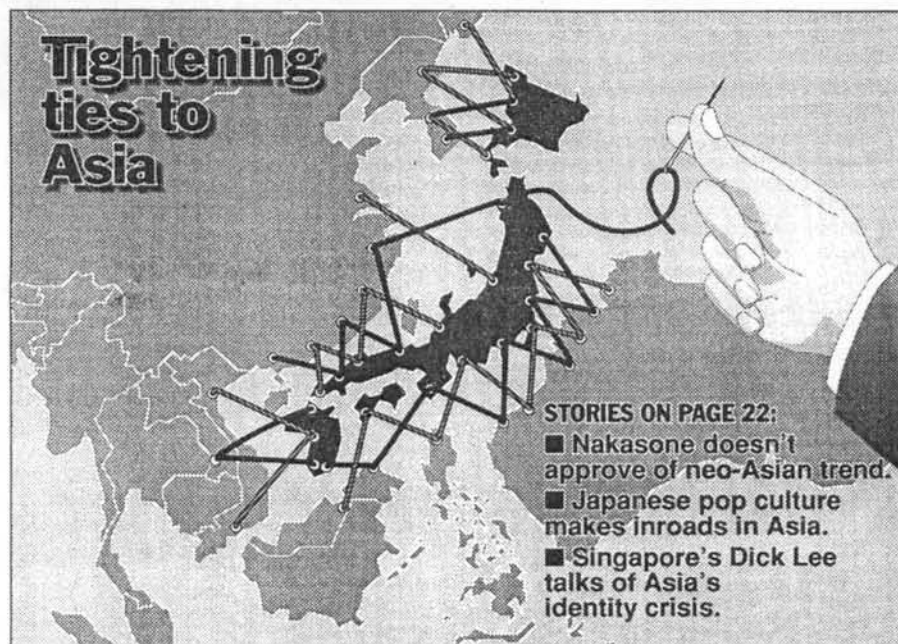 Tightening
ties to
Asia
STORIES ON PAGE 22:
■ Nakasone doesn't
approve of neo-Asian trend.
■ Japanese pop culture
makes inroads in Asia.
■ Singapore's Dick Lee
talks of Asia's
identity crisis.